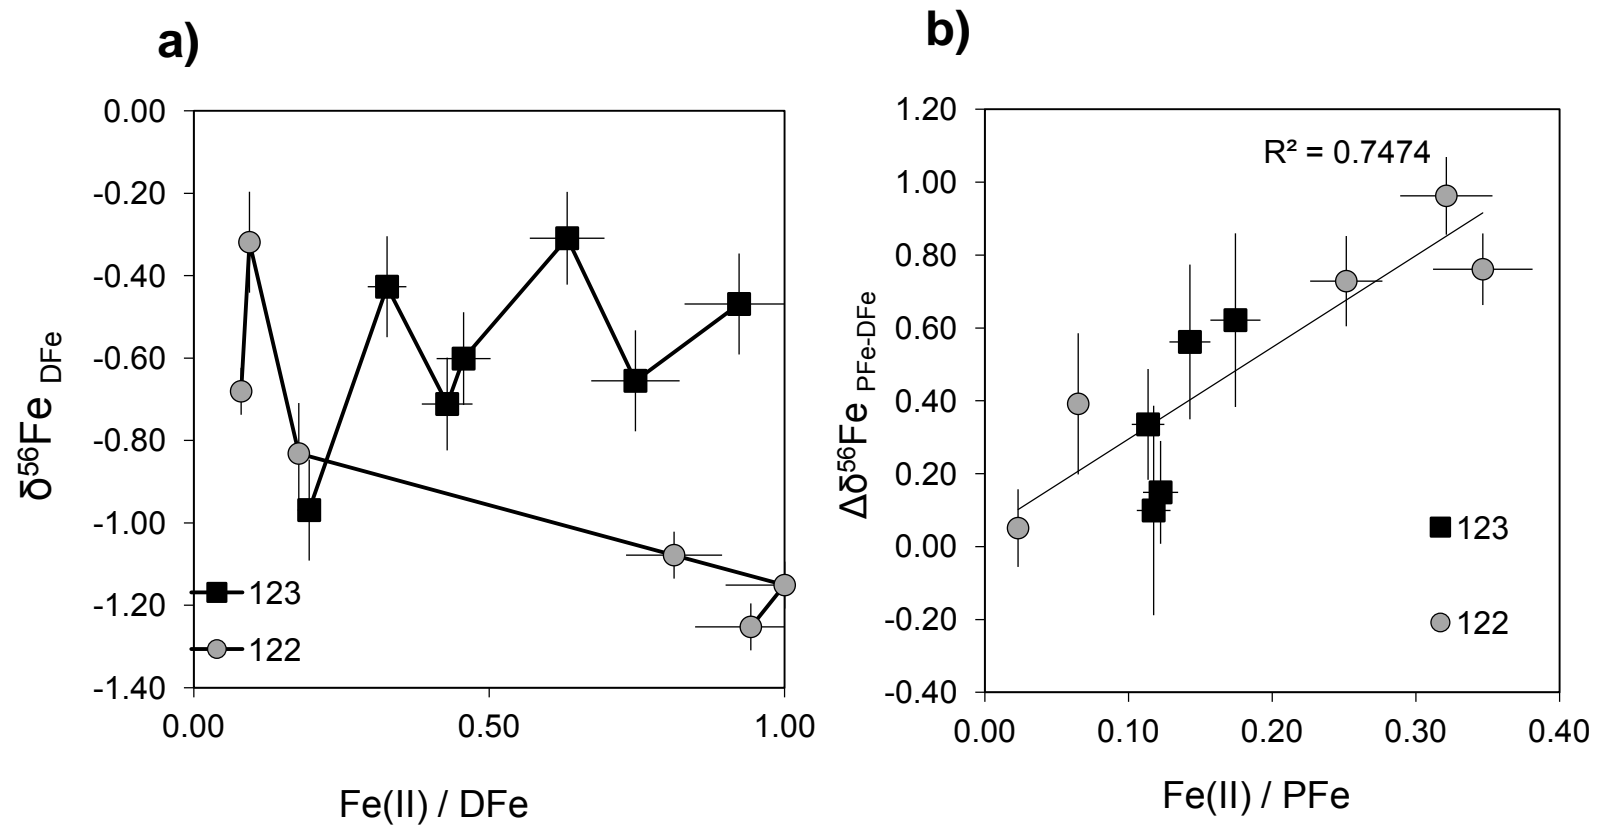 a)
0.00
-0.20
-0.40
-0.60
-0.80
-1.00
-1.20
-1.40
δ⁵⁶Fe DFe
123
122
0.00 0.50 1.00
Fe(II) / DFe
b)
1.20
1.00
0.80
0.60
0.40
0.20
0.00
-0.20
-0.40
Δδ⁵⁶Fe PFe-DFe
R² = 0.7474
123
122
0.00 0.10 0.20 0.30 0.40
Fe(II) / PFe